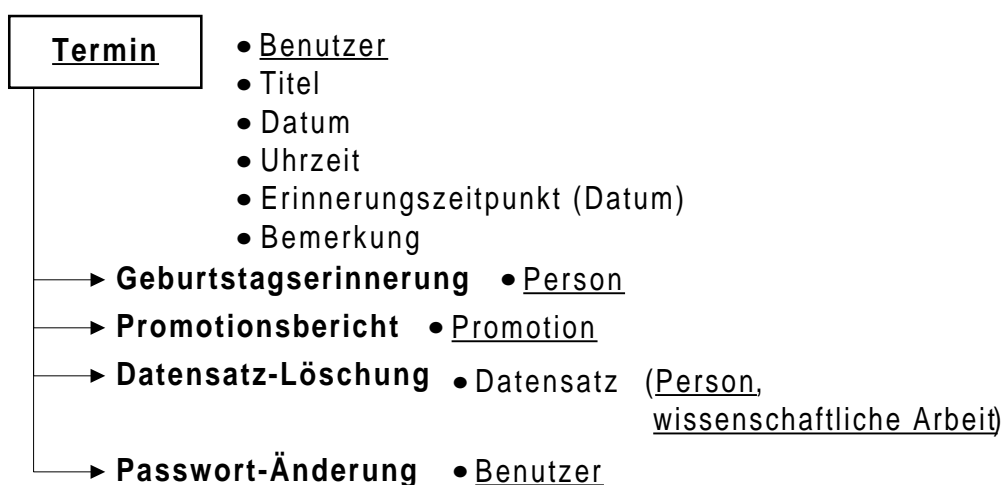 Termin
• Benutzer
• Titel
• Datum
• Uhrzeit
• Erinnerungszeitpunkt (Datum)
• Bemerkung
Geburtstagserinnerung • Person
Promotionsbericht • Promotion
Datensatz-Löschung • Datensatz (Person,
wissenschaftliche Arbeit)
Passwort-Änderung • Benutzer